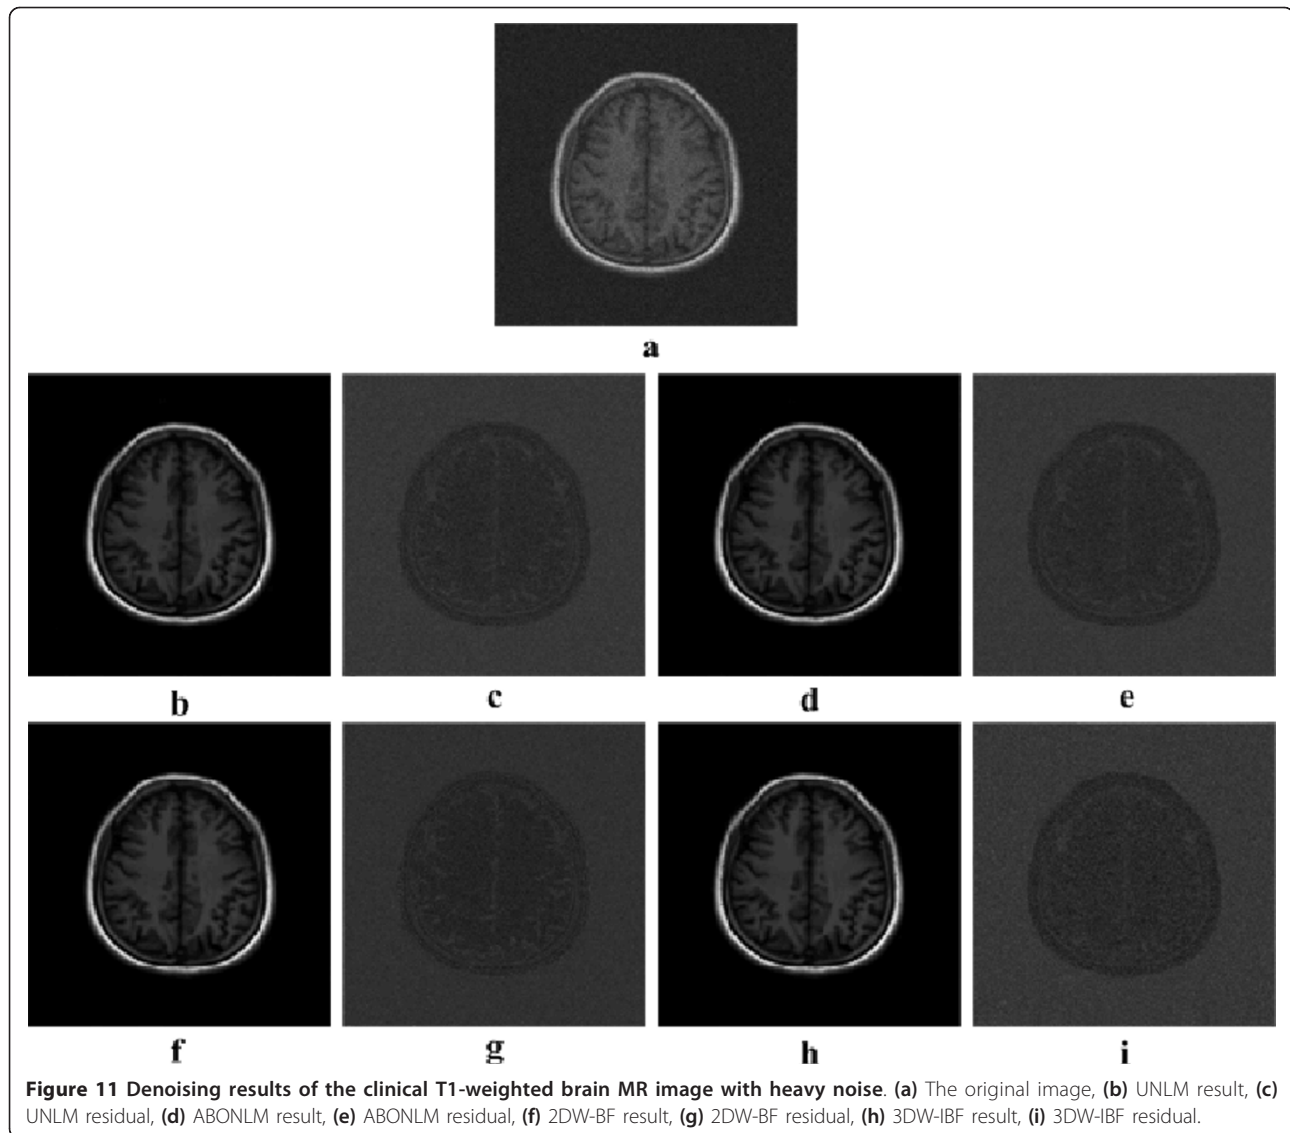 a
b c d e
f g h i
Figure 11 Denoising results of the clinical T1-weighted brain MR image with heavy noise. (a) The original image, (b) UNLM result, (c)
UNLM residual, (d) ABONLM result, (e) ABONLM residual, (f) 2DW-BF result, (g) 2DW-BF residual, (h) 3DW-IBF result, (i) 3DW-IBF residual.